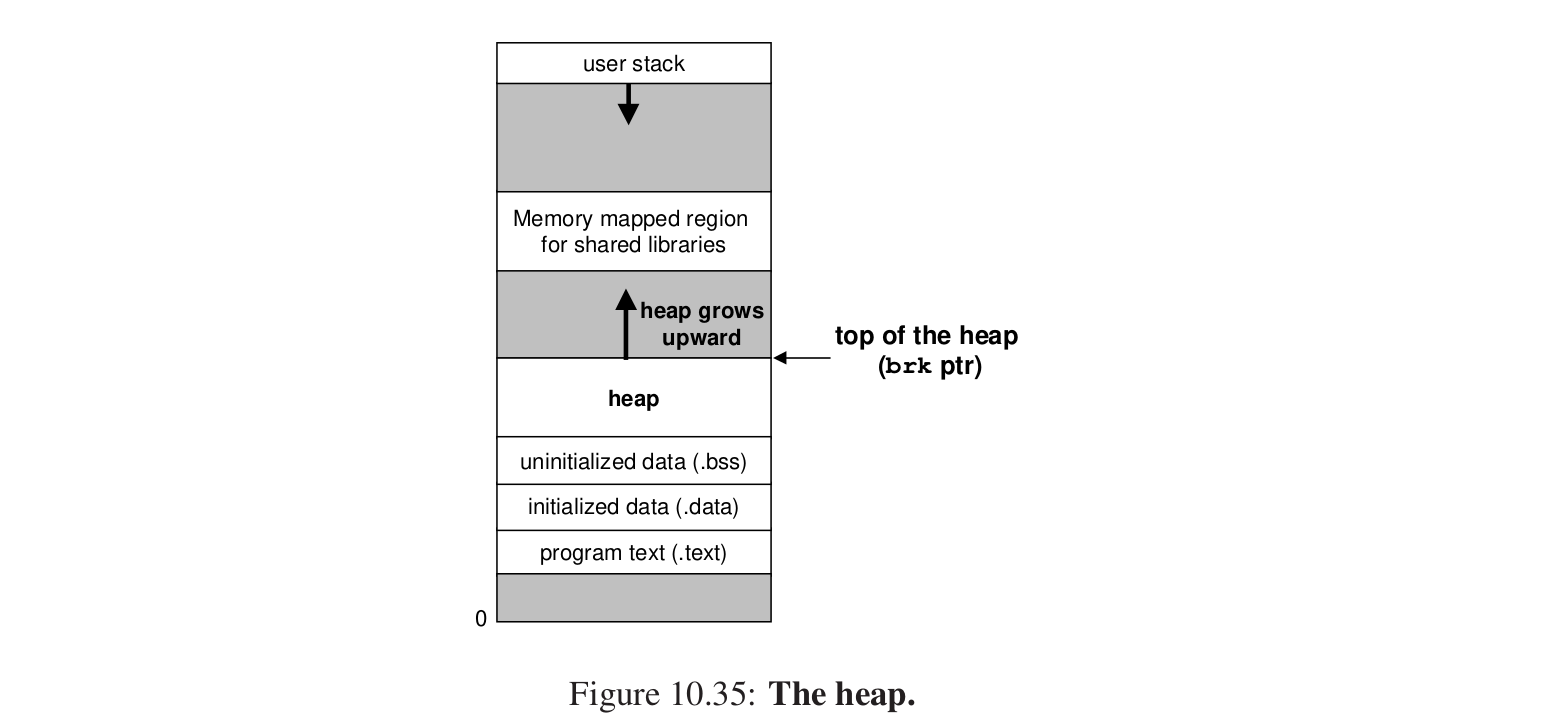 user stack
Memory mapped region
for shared libraries
heap grows
upward
top of the heap
(brk ptr)
heap
uninitialized data (.bss)
initialized data (.data)
program text (.text)
0
Figure 10.35: The heap.